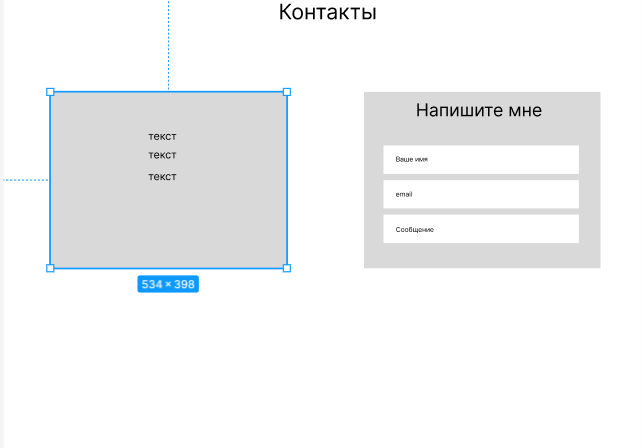 Контакты
текст
текст
текст
534 × 398
Напишите мне
Ваше имя
email
Сообщение